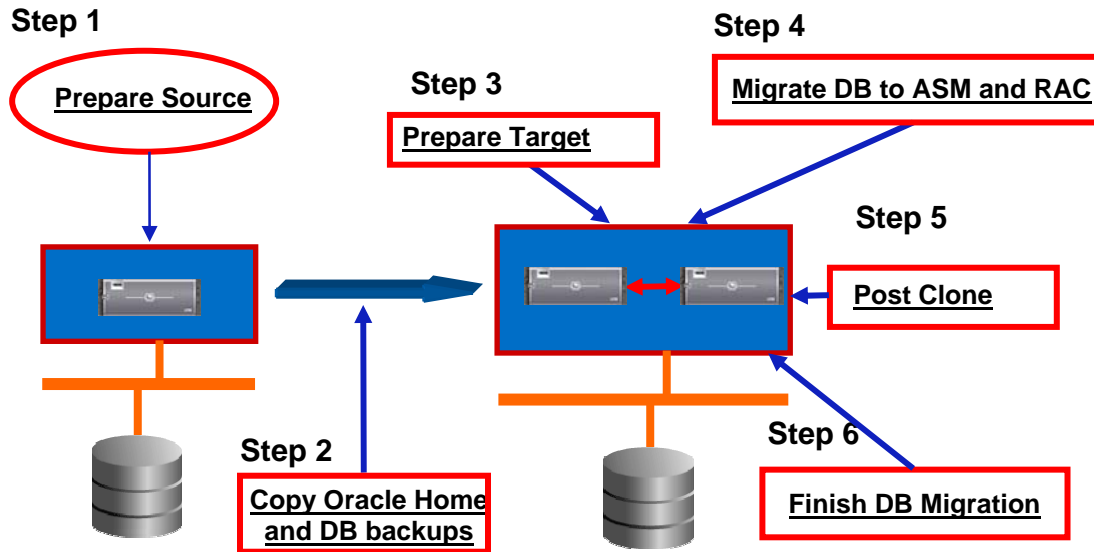 Step 1
Prepare Source
Step 2
Copy Oracle Home
and DB backups
Step 3
Prepare Target
Step 4
Migrate DB to ASM and RAC
Step 5
Post Clone
Step 6
Finish DB Migration